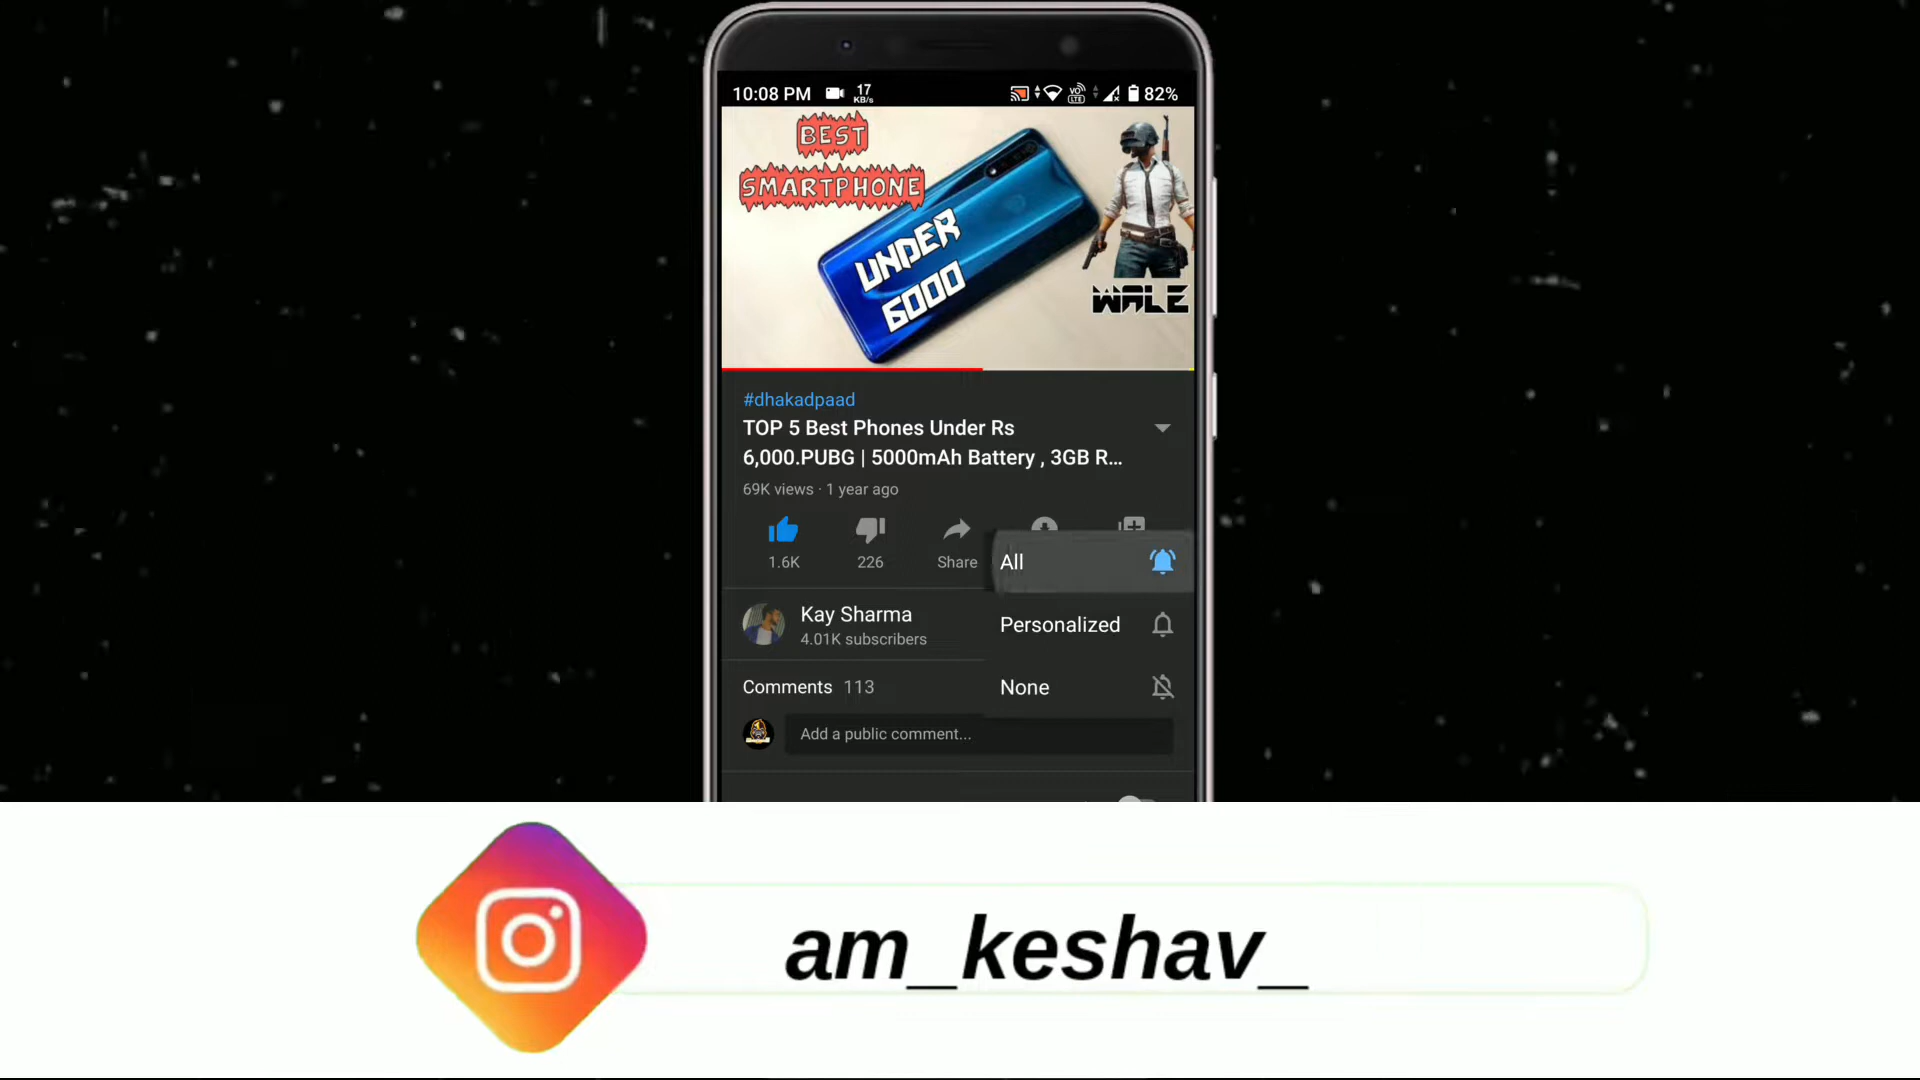 10:08 PM 17 KB/s VO LTE 82%
BEST
SMARTPHONE
UNDER
6000
WALE
#dhakadpaad
TOP 5 Best Phones Under Rs
6,000.PUBG | 5000mAh Battery , 3GB R...
69K views · 1 year ago
1.6K 226 Share
All
Kay Sharma
4.01K subscribers
Personalized
Comments 113
None
Add a public comment...
am_keshav_